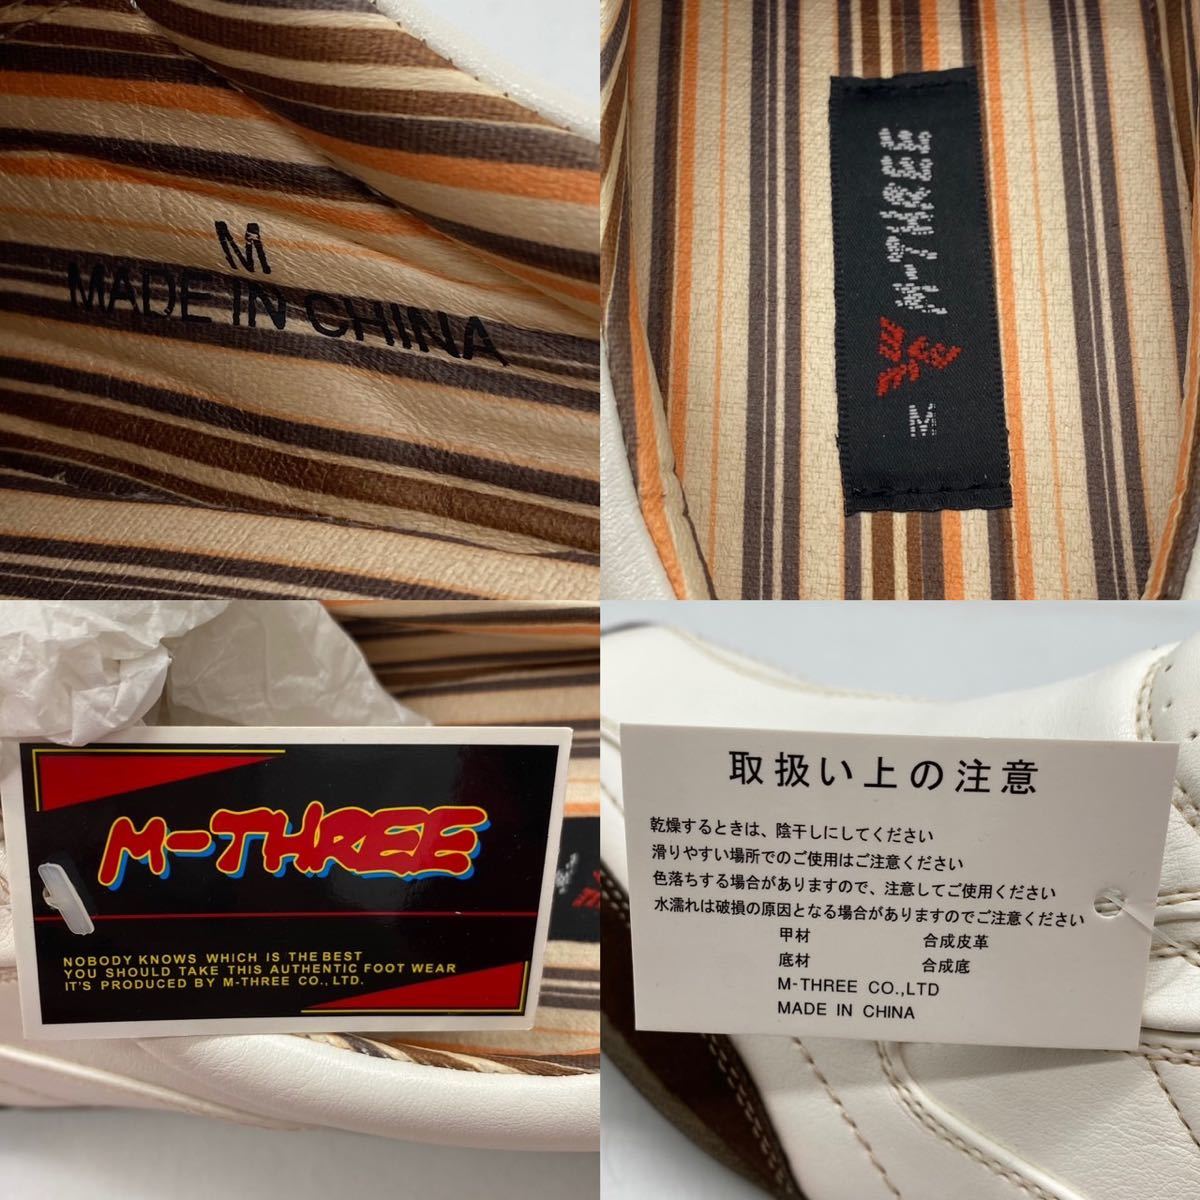 M
MADE IN CHINA
M M-THREE
M-THREE
NOBODY KNOWS WHICH IS THE BEST
YOU SHOULD TAKE THIS AUTHENTIC FOOT WEAR
IT'S PRODUCED BY M-THREE CO., LTD.
取扱い上の注意
乾燥するときは、陰干しにしてください
滑りやすい場所でのご使用はご注意ください
色落ちする場合がありますので、注意してご使用ください
水濡れは破損の原因となる場合がありますのでご注意ください
甲材 合成皮革
底材 合成底
M-THREE CO.,LTD
MADE IN CHINA